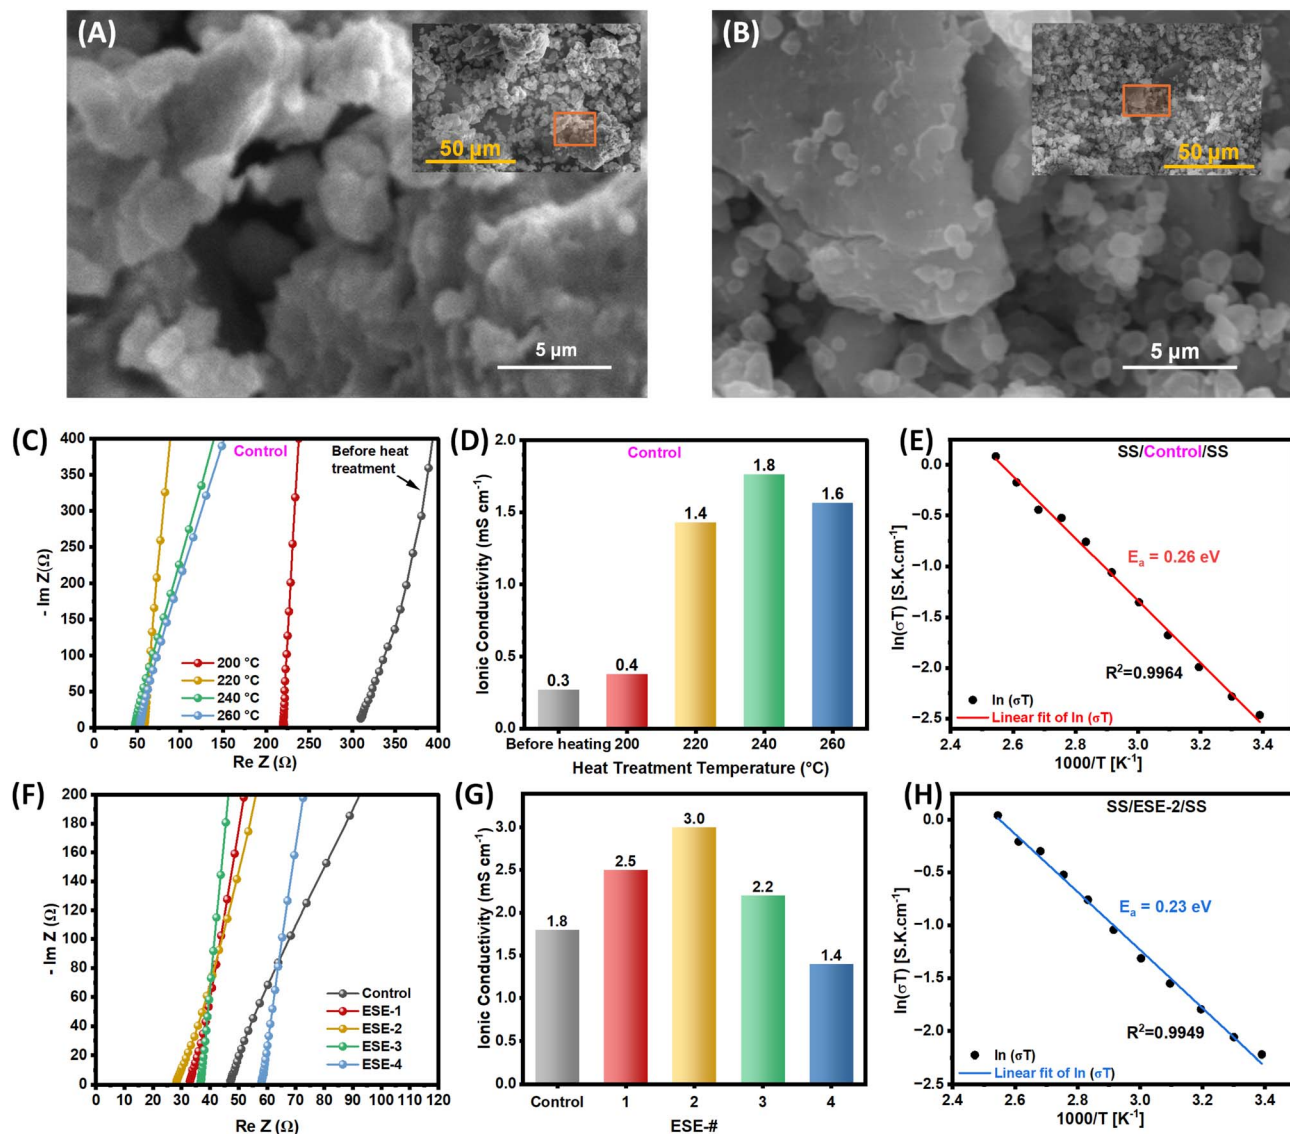 (A)
50 µm
5 µm
(B)
50 µm
5 µm
(C)
Control
Before heat
treatment
400
350
300
250
200
150
100
50
0
- Im Z(Ω)
200 °C
220 °C
240 °C
260 °C
0 50 100 150 200 250 300 350 400
Re Z (Ω)
(D)
Control
2.0
1.5
1.0
0.5
0.0
Ionic Conductivity (mS cm⁻¹)
0.3
0.4
1.4
1.8
1.6
Before heating 200 220 240 260
Heat Treatment Temperature (°C)
(E)
SS/Control/SS
0.0
−0.5
−1.0
−1.5
−2.0
−2.5
ln(σT) [S.K.cm⁻¹]
Eₐ = 0.26 eV
R²=0.9964
ln (σT)
Linear fit of ln (σT)
2.4 2.6 2.8 3.0 3.2 3.4
1000/T [K⁻¹]
(F)
200
180
160
140
120
100
80
60
40
20
0
- Im Z (Ω)
Control
ESE-1
ESE-2
ESE-3
ESE-4
0 10 20 30 40 50 60 70 80 90 100 110 120
Re Z (Ω)
(G)
3.0
2.5
2.0
1.5
1.0
0.5
0.0
Ionic Conductivity (mS cm⁻¹)
1.8
2.5
3.0
2.2
1.4
Control 1 2 3 4
ESE-#
(H)
SS/ESE-2/SS
0.0
−0.5
−1.0
−1.5
−2.0
−2.5
ln(σT) [S.K.cm⁻¹]
Eₐ = 0.23 eV
R²=0.9949
ln (σT)
Linear fit of ln (σT)
2.4 2.6 2.8 3.0 3.2 3.4
1000/T [K⁻¹]